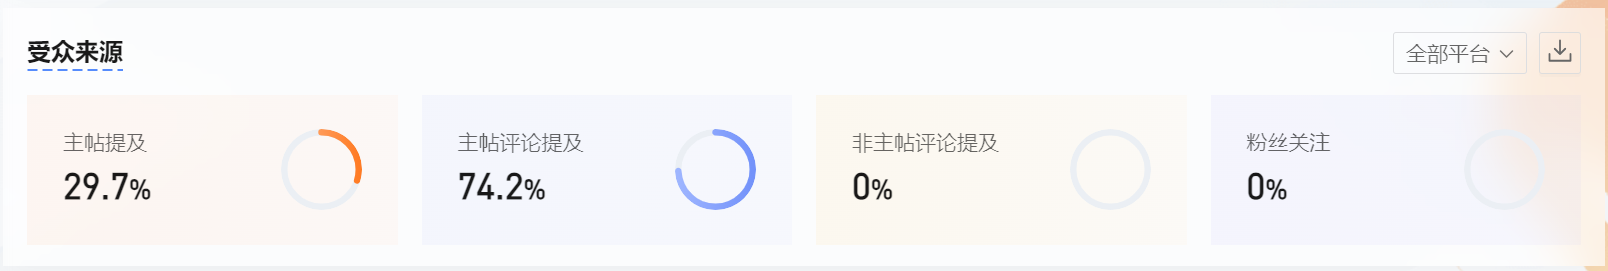 受众来源
全部平台
主帖提及
29.7%
主帖评论提及
74.2%
非主帖评论提及
0%
粉丝关注
0%